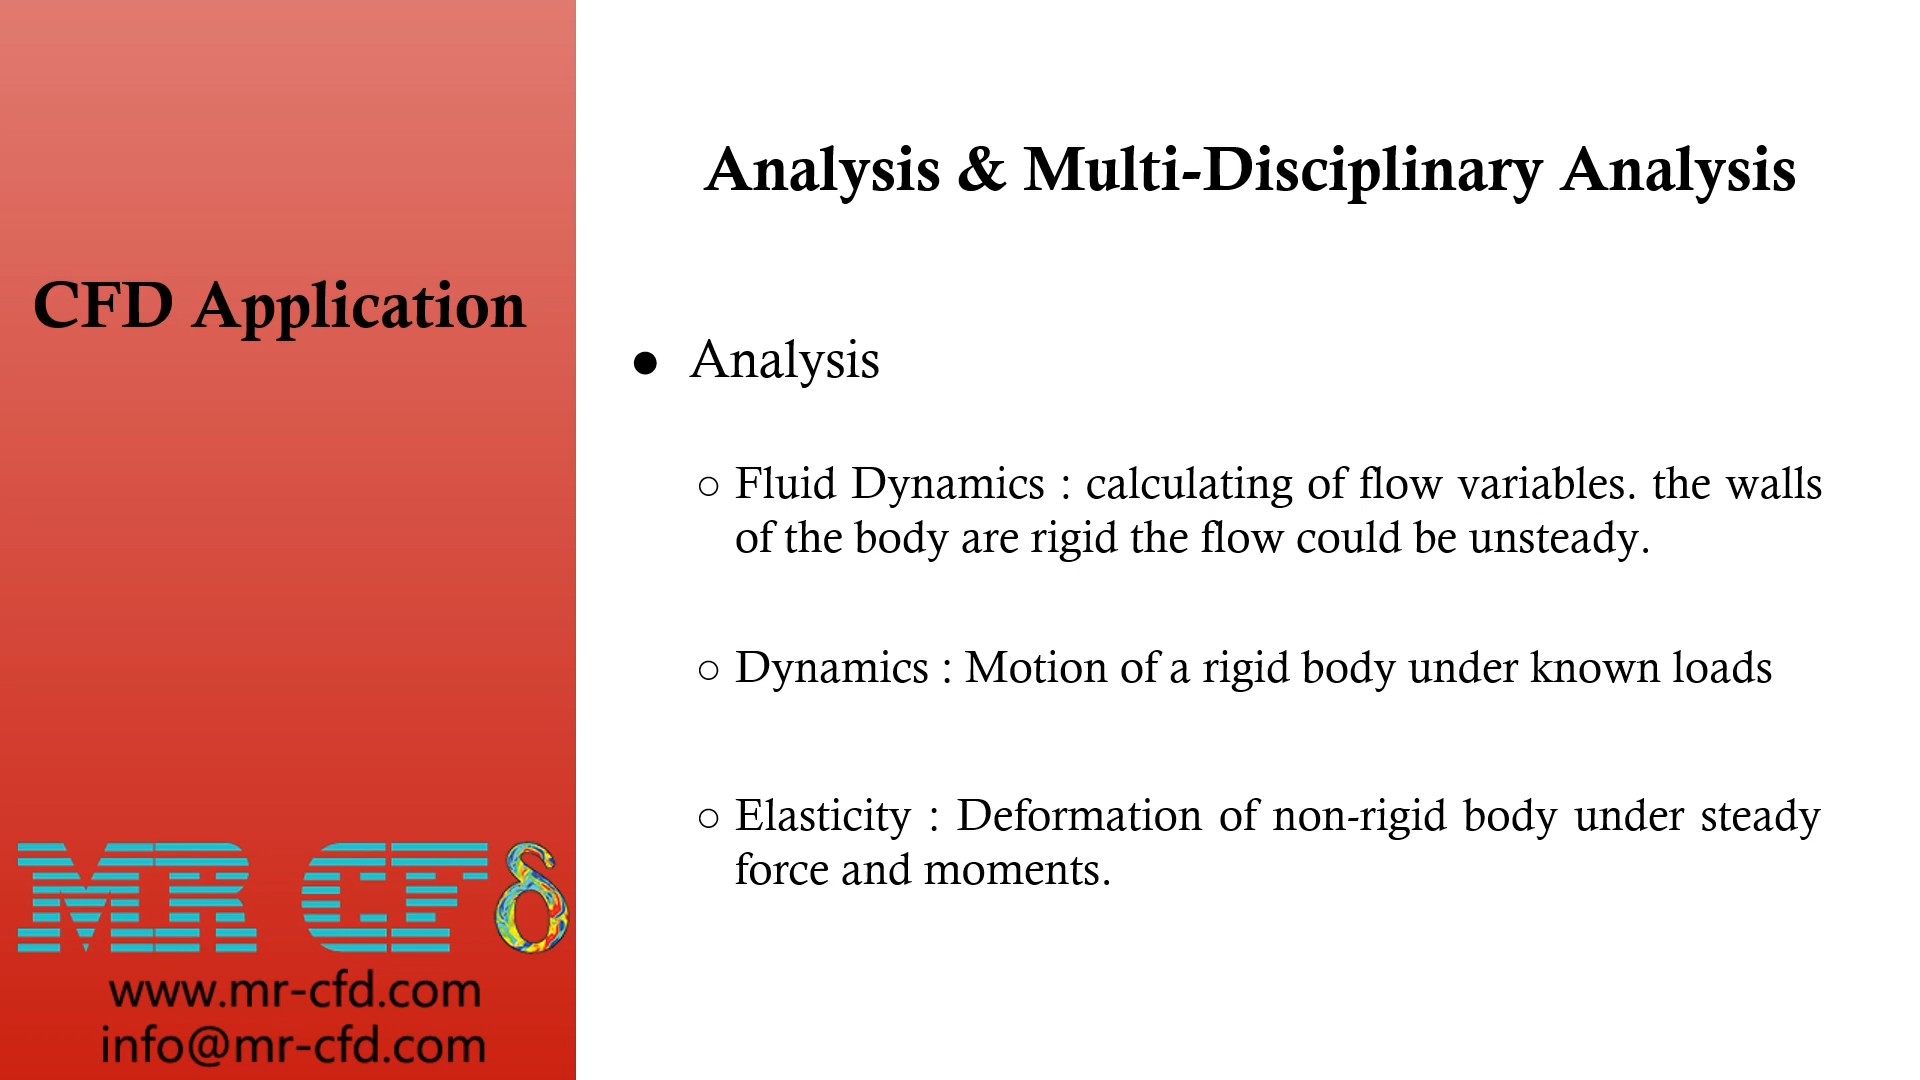 CFD Application
MR CFδ
www.mr-cfd.com
info@mr-cfd.com
Analysis & Multi-Disciplinary Analysis
● Analysis
○ Fluid Dynamics : calculating of flow variables. the walls
of the body are rigid the flow could be unsteady.
○ Dynamics : Motion of a rigid body under known loads
○ Elasticity : Deformation of non-rigid body under steady
force and moments.